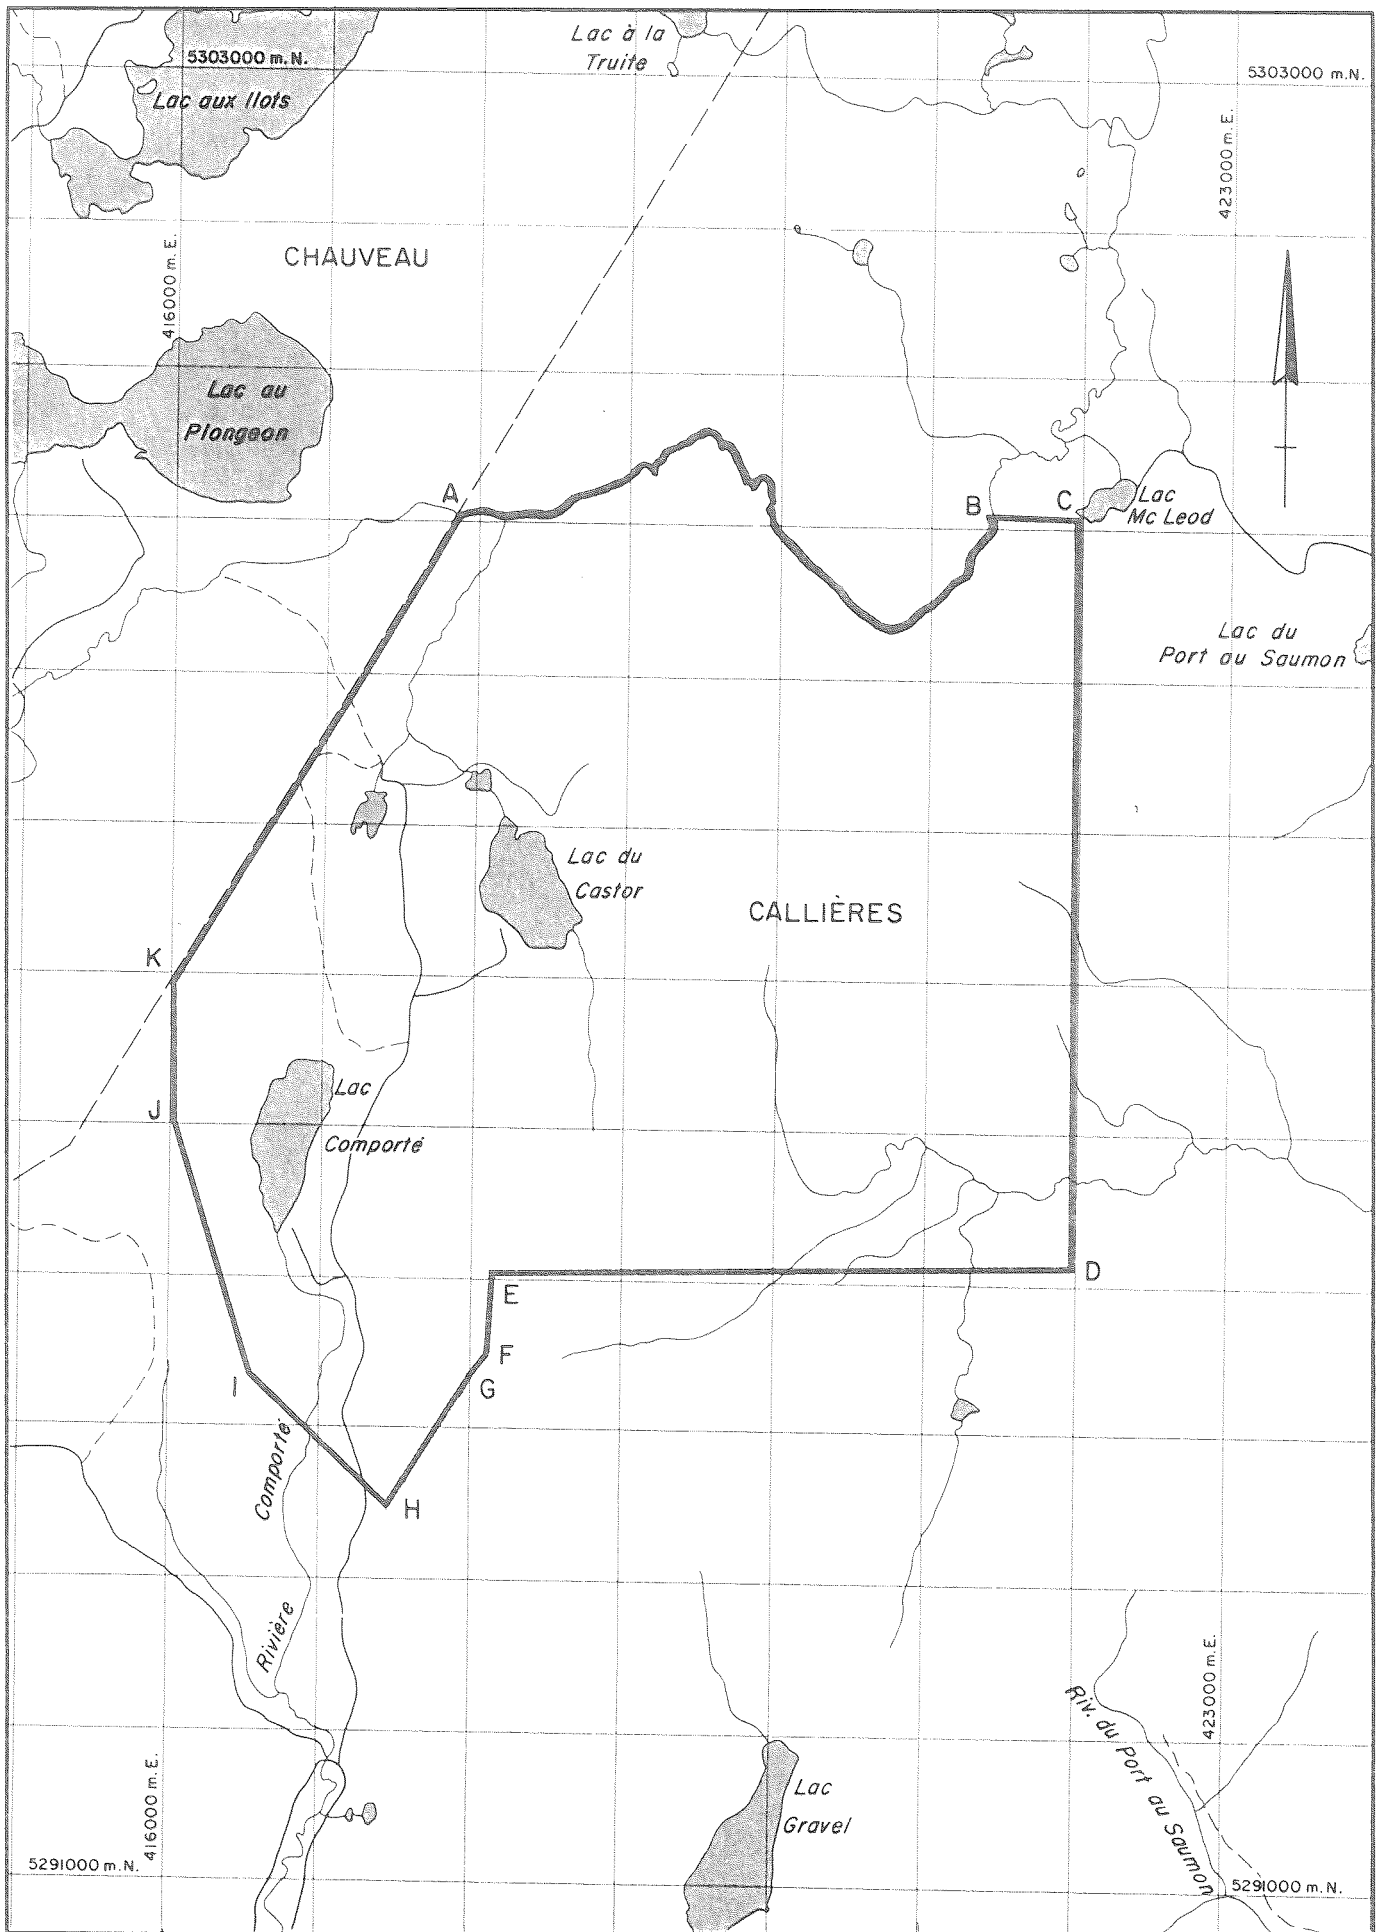 Lac à la
Truite
5303000 m.N.
5303000 m.N.
Lac aux Ilots
423000 m.E.
CHAUVEAU
416000 m.E.
Lac au
Plongeon
A
B
C
Lac
Mc Leod
Lac du
Port au Saumon
Lac du
Castor
CALLIÈRES
K
Lac
J
Comporté
D
E
F
I
G
Comporté
H
Rivière
423000 m.E.
Riv. du Port au Saumon
416000 m.E.
Lac
Gravel
5291000 m.N.
5291000 m.N.